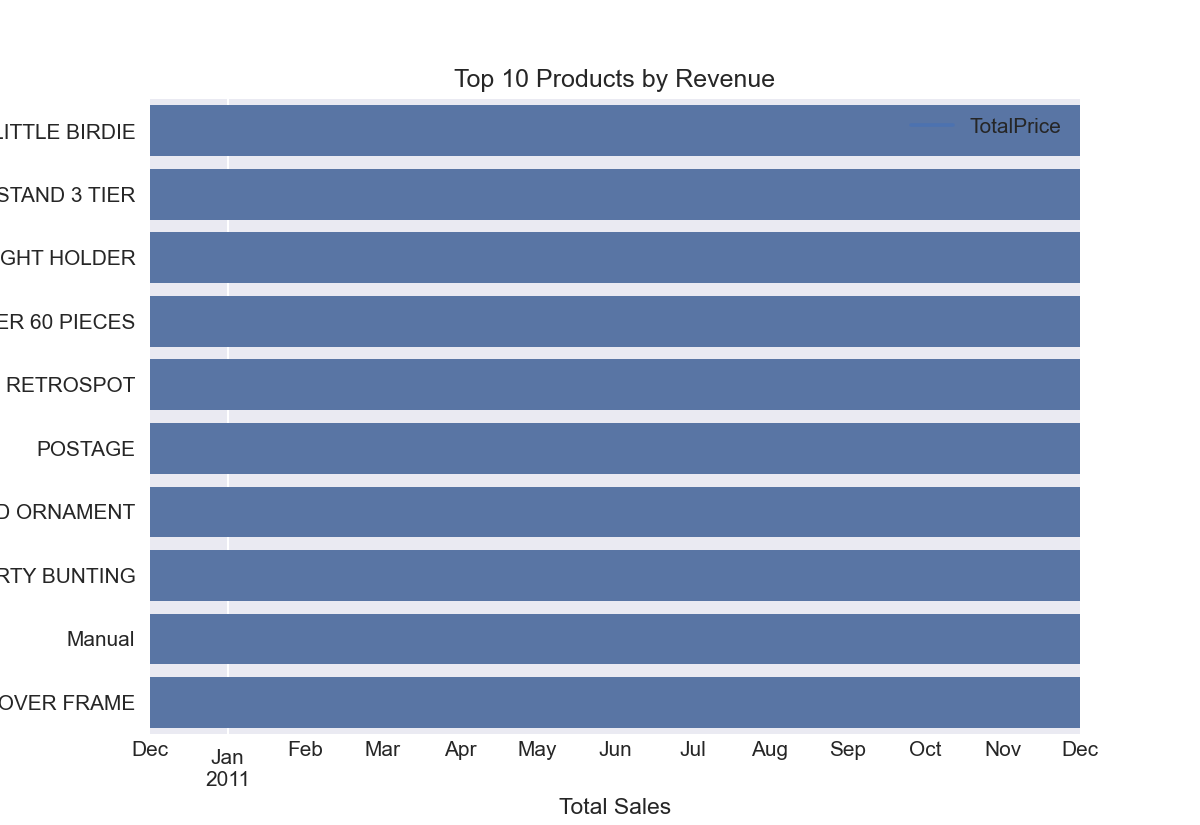 Top 10 Products by Revenue
LITTLE BIRDIE
TotalPrice
STAND 3 TIER
GHT HOLDER
ER 60 PIECES
RETROSPOT
POSTAGE
D ORNAMENT
RTY BUNTING
Manual
OVER FRAME
Dec Jan Feb Mar Apr May Jun Jul Aug Sep Oct Nov Dec
2011
Total Sales